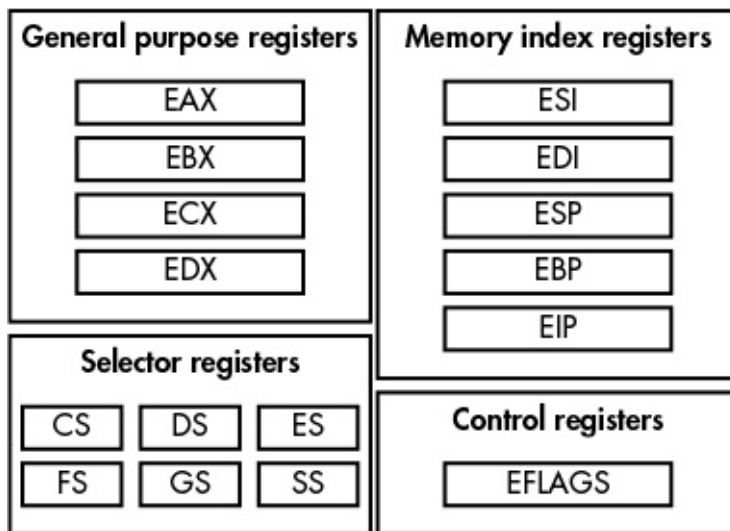 General purpose registers
EAX
EBX
ECX
EDX
Memory index registers
ESI
EDI
ESP
EBP
EIP
Selector registers
CS DS ES
FS GS SS
Control registers
EFLAGS